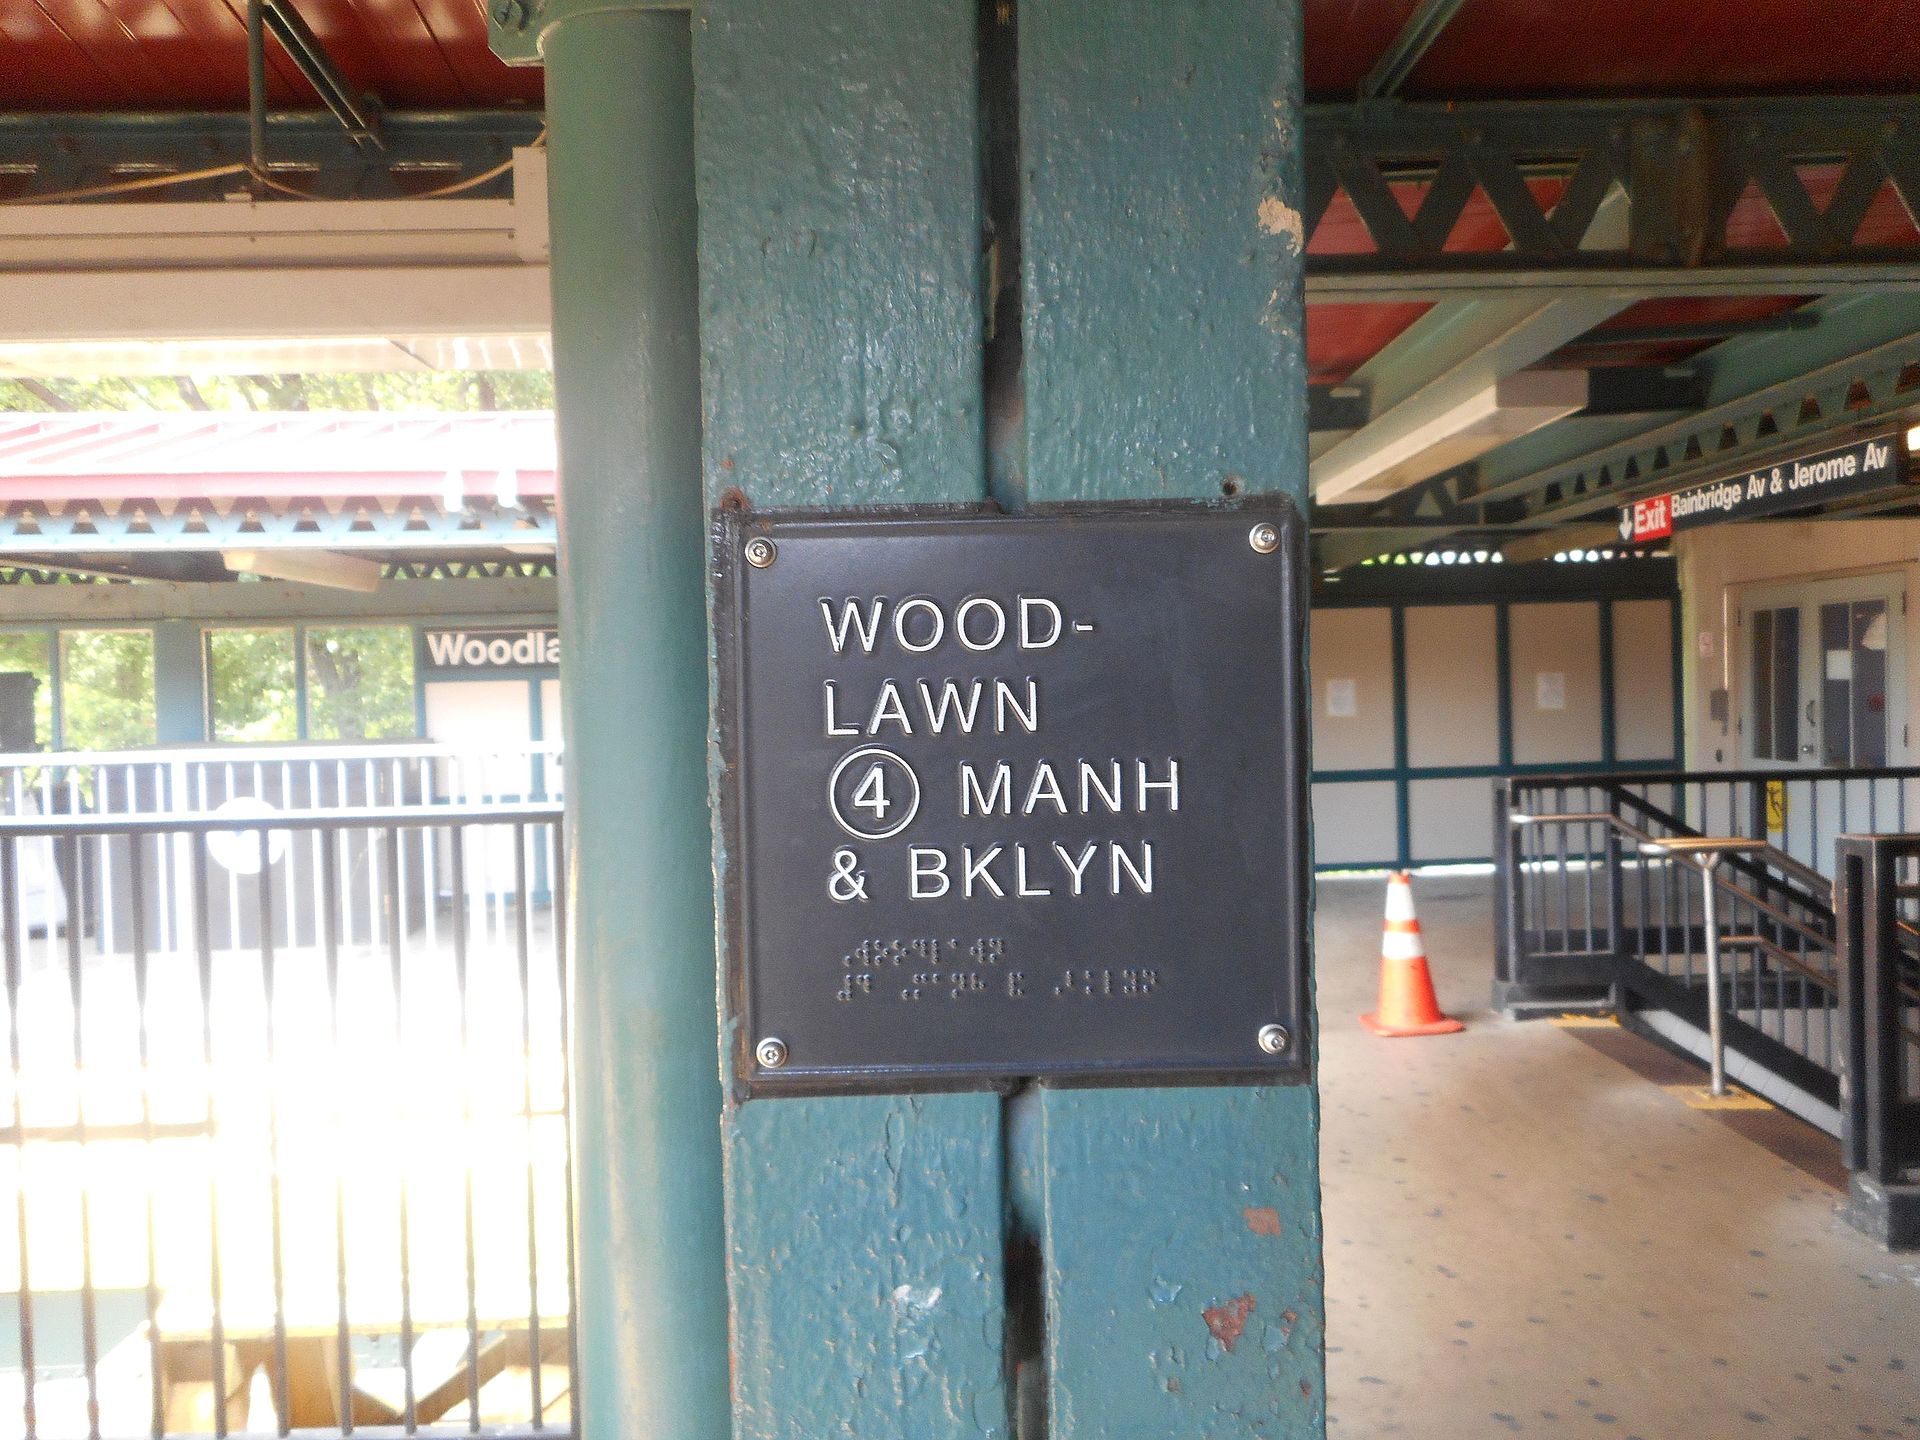 WOOD-
LAWN
④ MANH
& BKLYN
Woodla
↓ Exit Bainbridge Av & Jerome Av